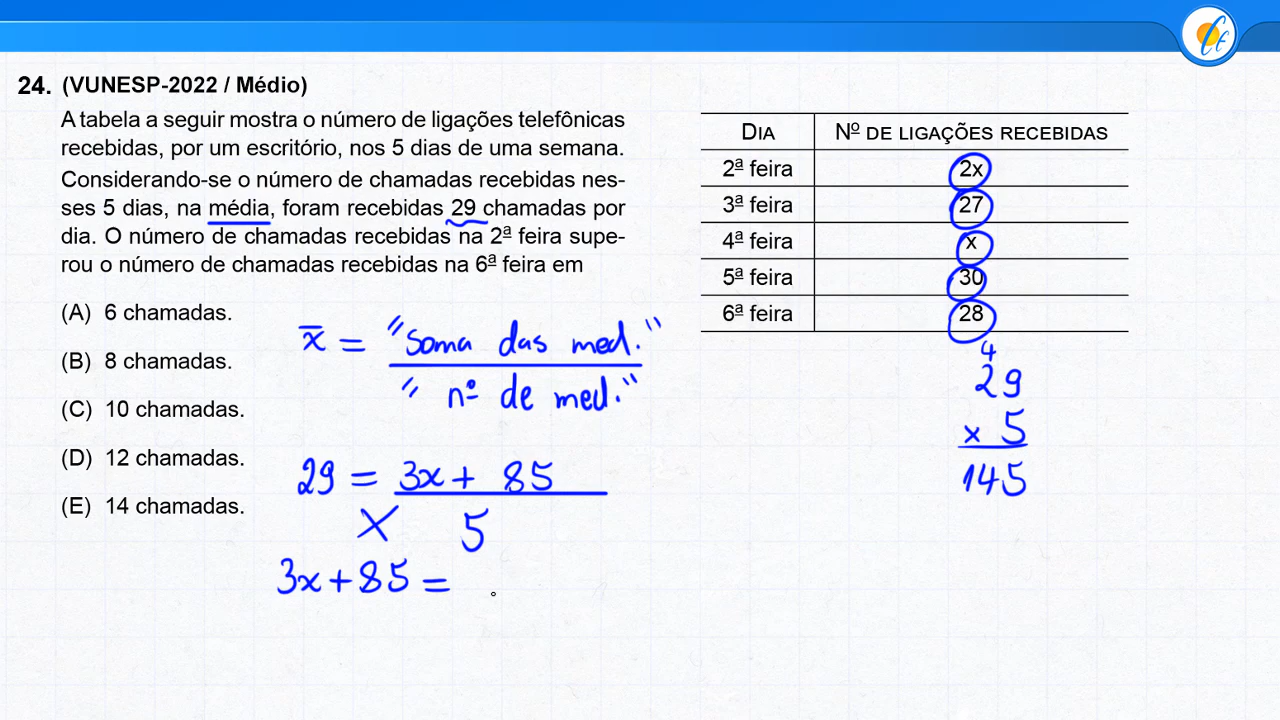 24. (VUNESP-2022 / Médio)
A tabela a seguir mostra o número de ligações telefônicas
recebidas, por um escritório, nos 5 dias de uma semana.
Considerando-se o número de chamadas recebidas nes-
ses 5 dias, na média, foram recebidas 29 chamadas por
dia. O número de chamadas recebidas na 2ª feira supe-
rou o número de chamadas recebidas na 6ª feira em
(A) 6 chamadas.
(B) 8 chamadas.
(C) 10 chamadas.
(D) 12 chamadas.
(E) 14 chamadas.
DIA Nº DE LIGAÇÕES RECEBIDAS
2ª feira 2x
3ª feira 27
4ª feira x
5ª feira 30
6ª feira 28
x̅ = "soma das med."
"nº de med."
29 = 3x + 85
X 5
3x + 85 =
4
29
x 5
145